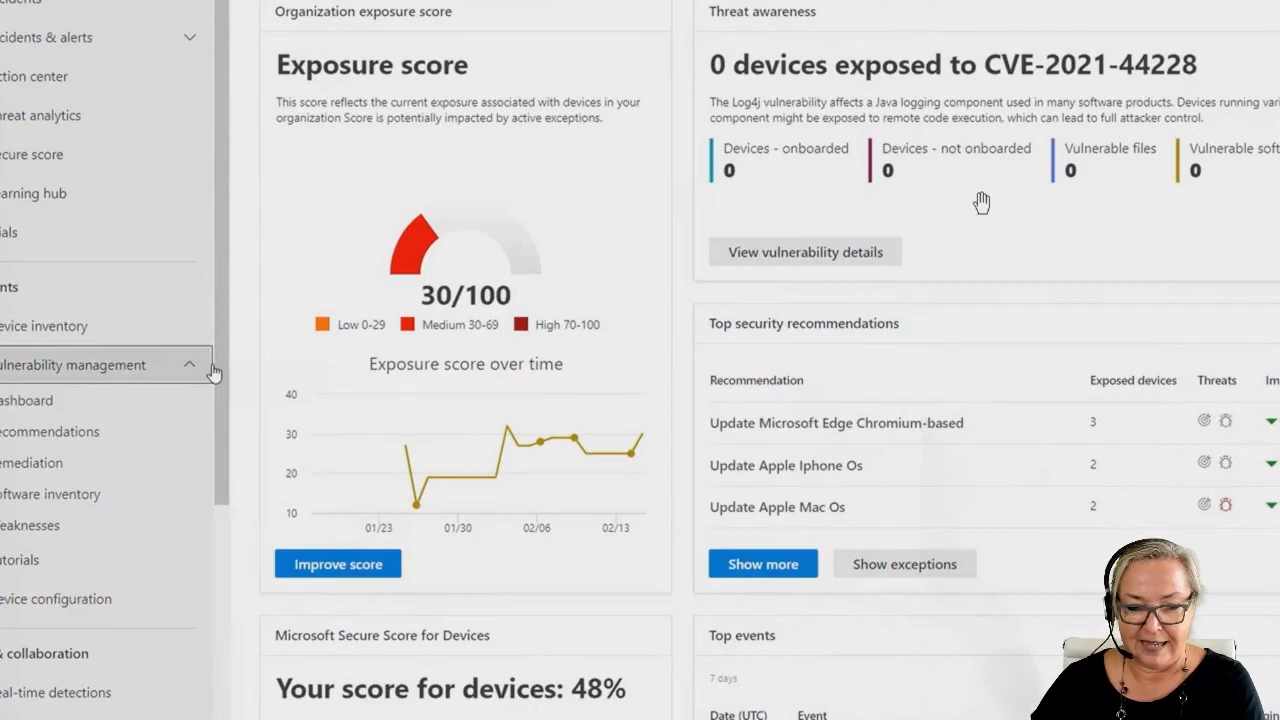 cidents & alerts
ction center
reat analytics
ecure score
earning hub
ials
nts
evice inventory
ulnerability management
ashboard
ecommendations
emediation
oftware inventory
eaknesses
utorials
evice configuration
& collaboration
eal-time detections
Organization exposure score
Exposure score
This score reflects the current exposure associated with devices in your
organization Score is potentially impacted by active exceptions.
30/100
Low 0-29
Medium 30-69
High 70-100
Exposure score over time
40
30
20
10
01/23
01/30
02/06
02/13
Improve score
Microsoft Secure Score for Devices
Your score for devices: 48%
Threat awareness
0 devices exposed to CVE-2021-44228
The Log4j vulnerability affects a Java logging component used in many software products. Devices running vari
component might be exposed to remote code execution, which can lead to full attacker control.
Devices - onboarded
0
Devices - not onboarded
0
Vulnerable files
0
Vulnerable soft
0
View vulnerability details
Top security recommendations
Recommendation Exposed devices Threats Im
Update Microsoft Edge Chromium-based 3
Update Apple Iphone Os 2
Update Apple Mac Os 2
Show more
Show exceptions
Top events
7 days
Date (UTC) Event